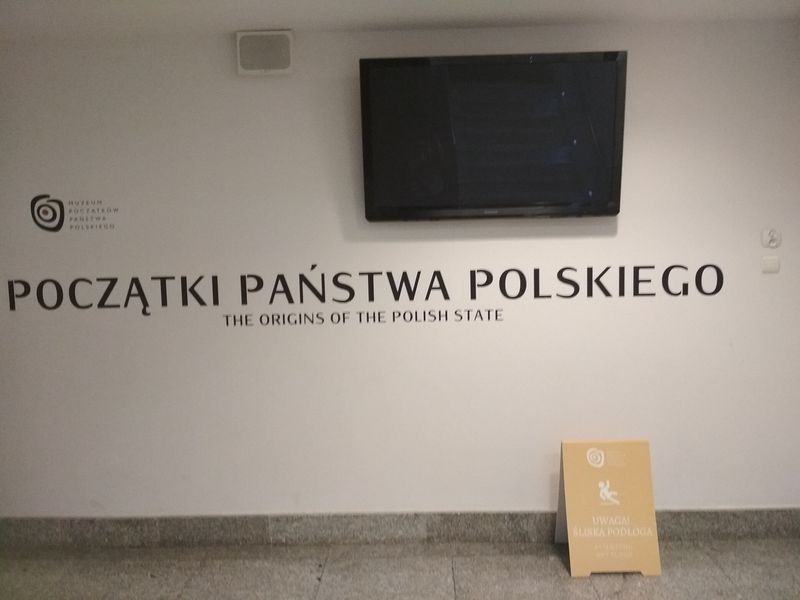 MUZEUM
POCZĄTKÓW
PAŃSTWA
POLSKIEGO
POCZĄTKI PAŃSTWA POLSKIEGO
THE ORIGINS OF THE POLISH STATE
UWAGA!
ŚLISKA PODŁOGA